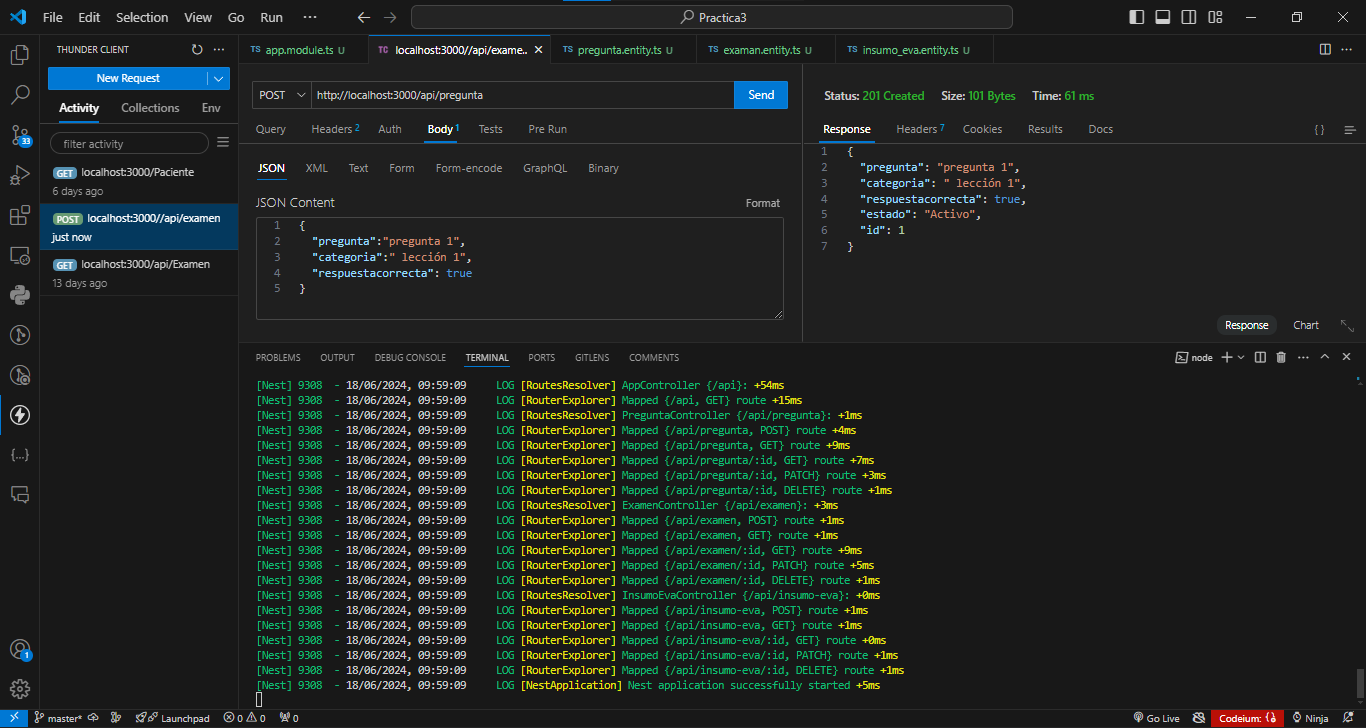 File Edit Selection View Go Run ··· Practica3
THUNDER CLIENT ···
New Request
Activity Collections Env
filter activity
GET localhost:3000/Paciente
6 days ago
POST localhost:3000//api/examen
just now
GET localhost:3000/api/Examen
13 days ago
TS app.module.ts U TC localhost:3000//api/exame.. TS pregunta.entity.ts U TS examan.entity.ts U TS insumo_eva.entity.ts U
POST http://localhost:3000/api/pregunta Send
Query Headers 2 Auth Body 1 Tests Pre Run
JSON XML Text Form Form-encode GraphQL Binary
JSON Content Format
1 {
2 "pregunta":"pregunta 1",
3 "categoria":" lección 1",
4 "respuestacorrecta": true
5 }
Status: 201 Created Size: 101 Bytes Time: 61 ms
Response Headers 7 Cookies Results Docs { }
1 {
2 "pregunta": "pregunta 1",
3 "categoria": " lección 1",
4 "respuestacorrecta": true,
5 "estado": "Activo",
6 "id": 1
7 }
Response Chart
PROBLEMS OUTPUT DEBUG CONSOLE TERMINAL PORTS GITLENS COMMENTS node
[Nest] 9308 - 18/06/2024, 09:59:09 LOG [RoutesResolver] AppController {/api}: +54ms
[Nest] 9308 - 18/06/2024, 09:59:09 LOG [RouterExplorer] Mapped {/api, GET} route +15ms
[Nest] 9308 - 18/06/2024, 09:59:09 LOG [RoutesResolver] PreguntaController {/api/pregunta}: +1ms
[Nest] 9308 - 18/06/2024, 09:59:09 LOG [RouterExplorer] Mapped {/api/pregunta, POST} route +4ms
[Nest] 9308 - 18/06/2024, 09:59:09 LOG [RouterExplorer] Mapped {/api/pregunta, GET} route +9ms
[Nest] 9308 - 18/06/2024, 09:59:09 LOG [RouterExplorer] Mapped {/api/pregunta/:id, GET} route +7ms
[Nest] 9308 - 18/06/2024, 09:59:09 LOG [RouterExplorer] Mapped {/api/pregunta/:id, PATCH} route +3ms
[Nest] 9308 - 18/06/2024, 09:59:09 LOG [RouterExplorer] Mapped {/api/pregunta/:id, DELETE} route +1ms
[Nest] 9308 - 18/06/2024, 09:59:09 LOG [RoutesResolver] ExamenController {/api/examen}: +3ms
[Nest] 9308 - 18/06/2024, 09:59:09 LOG [RouterExplorer] Mapped {/api/examen, POST} route +1ms
[Nest] 9308 - 18/06/2024, 09:59:09 LOG [RouterExplorer] Mapped {/api/examen, GET} route +1ms
[Nest] 9308 - 18/06/2024, 09:59:09 LOG [RouterExplorer] Mapped {/api/examen/:id, GET} route +9ms
[Nest] 9308 - 18/06/2024, 09:59:09 LOG [RouterExplorer] Mapped {/api/examen/:id, PATCH} route +5ms
[Nest] 9308 - 18/06/2024, 09:59:09 LOG [RouterExplorer] Mapped {/api/examen/:id, DELETE} route +1ms
[Nest] 9308 - 18/06/2024, 09:59:09 LOG [RoutesResolver] InsumoEvaController {/api/insumo-eva}: +0ms
[Nest] 9308 - 18/06/2024, 09:59:09 LOG [RouterExplorer] Mapped {/api/insumo-eva, POST} route +1ms
[Nest] 9308 - 18/06/2024, 09:59:09 LOG [RouterExplorer] Mapped {/api/insumo-eva, GET} route +1ms
[Nest] 9308 - 18/06/2024, 09:59:09 LOG [RouterExplorer] Mapped {/api/insumo-eva/:id, GET} route +0ms
[Nest] 9308 - 18/06/2024, 09:59:09 LOG [RouterExplorer] Mapped {/api/insumo-eva/:id, PATCH} route +1ms
[Nest] 9308 - 18/06/2024, 09:59:09 LOG [RouterExplorer] Mapped {/api/insumo-eva/:id, DELETE} route +1ms
[Nest] 9308 - 18/06/2024, 09:59:09 LOG [NestApplication] Nest application successfully started +5ms
33
1
master* Launchpad 0 0 0 Go Live Codeium: {} Ninja